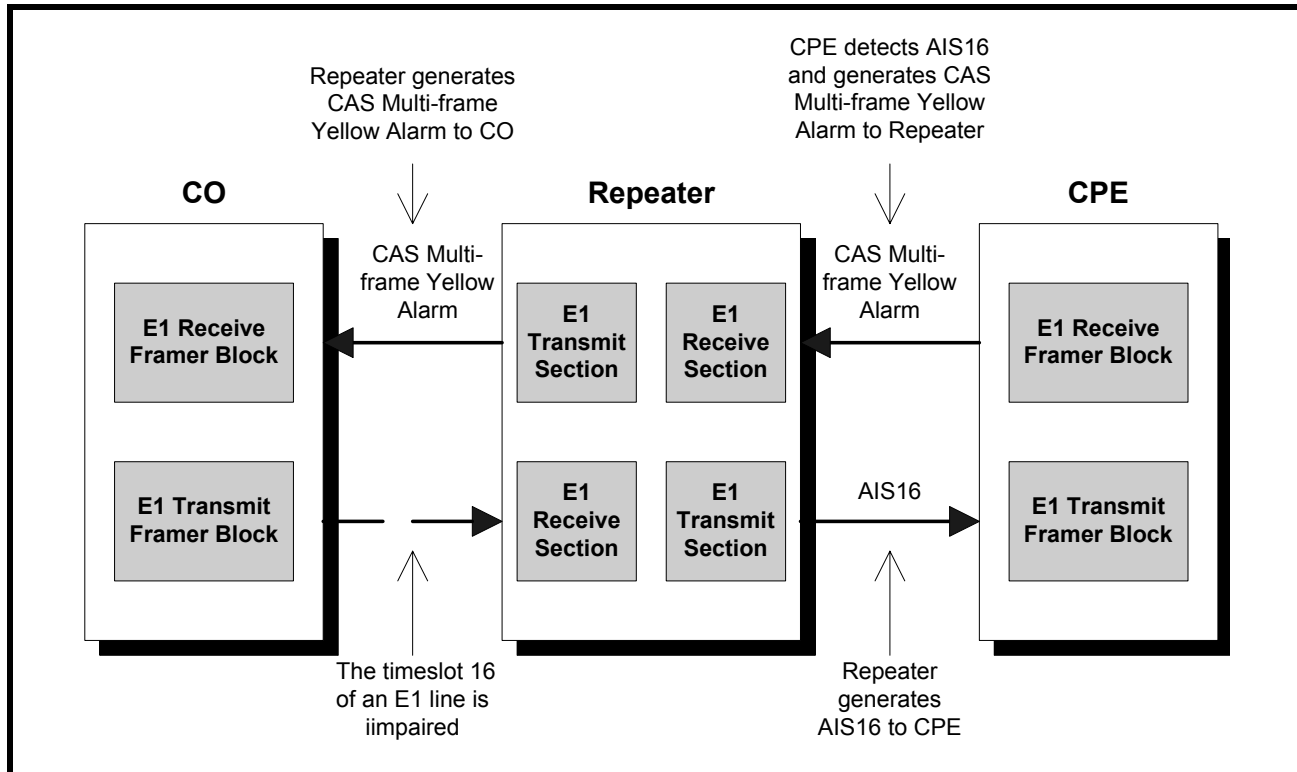 Repeater generates
CAS Multi-frame
Yellow Alarm to CO
CPE detects AIS16
and generates CAS
Multi-frame Yellow
Alarm to Repeater
CO
Repeater
CPE
CAS Multi-
frame Yellow
Alarm
CAS Multi-
frame Yellow
Alarm
E1 Receive
Framer Block
E1
Transmit
Section
E1
Receive
Section
E1 Receive
Framer Block
E1 Transmit
Framer Block
E1
Receive
Section
E1
Transmit
Section
AIS16
E1 Transmit
Framer Block
The timeslot 16
of an E1 line is
iimpaired
Repeater
generates
AIS16 to CPE